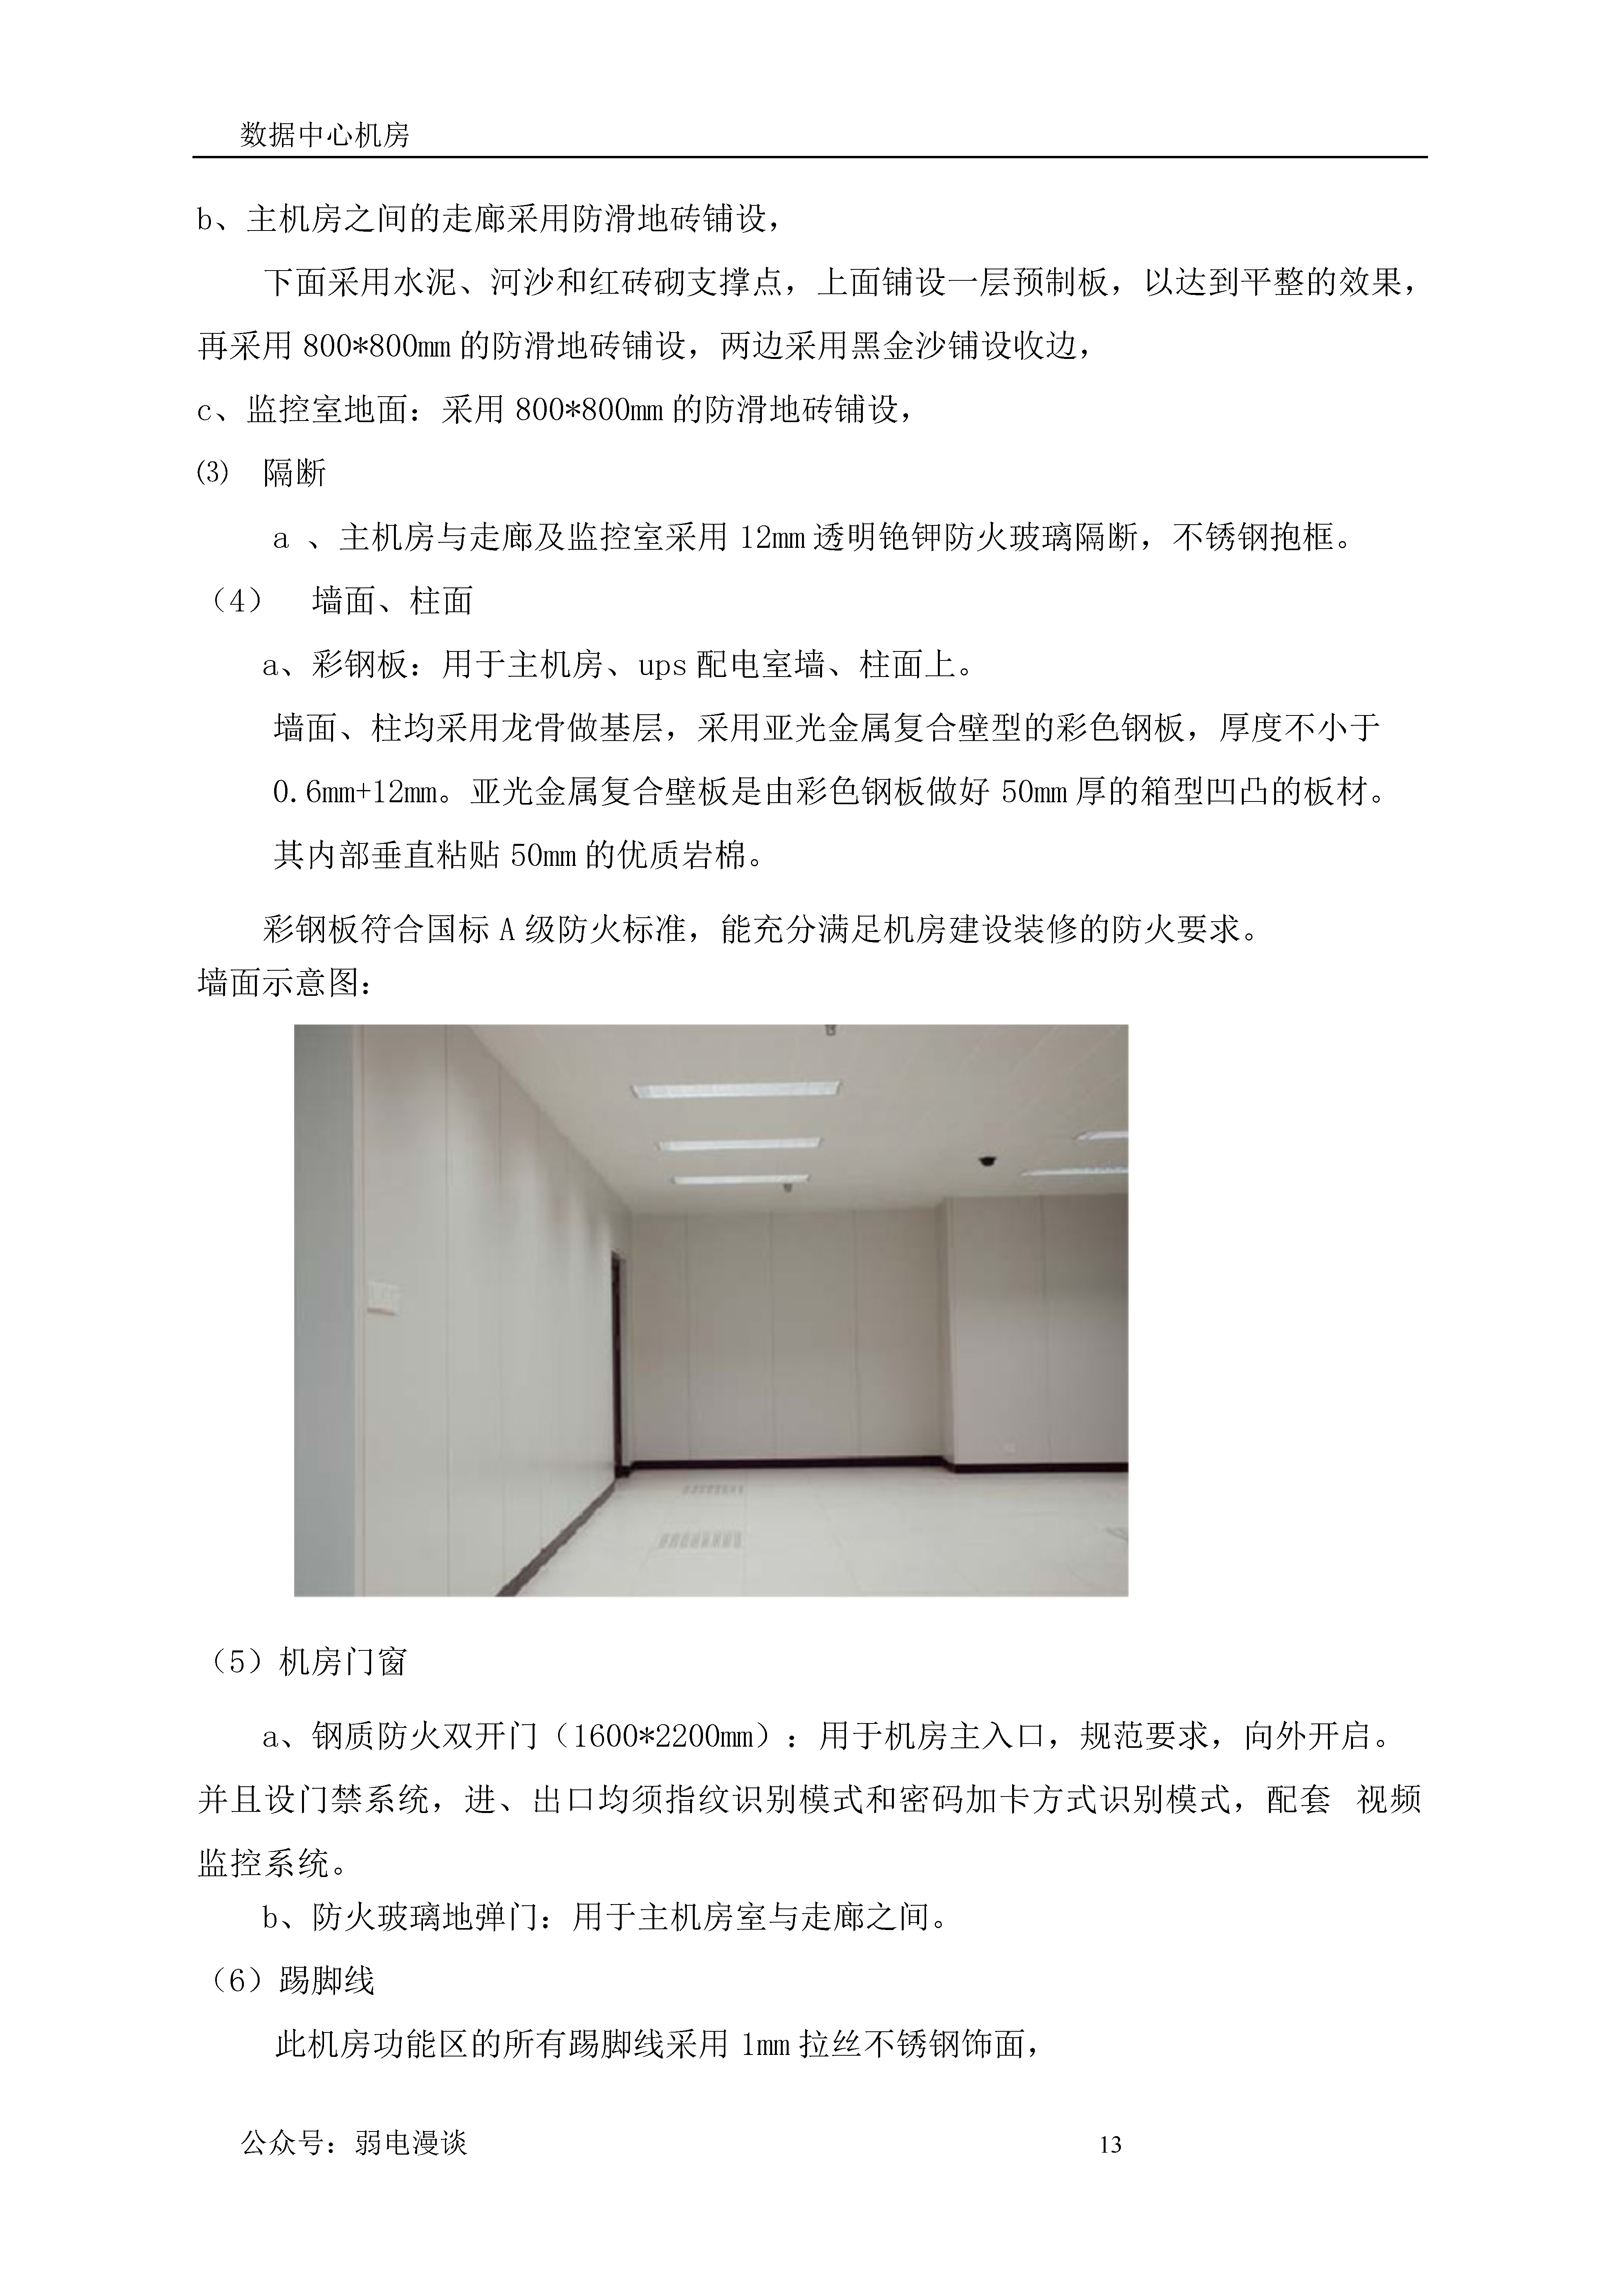 数据中心机房
b、主机房之间的走廊采用防滑地砖铺设，
下面采用水泥、河沙和红砖砌支撑点，上面铺设一层预制板，以达到平整的效果，
再采用 800*800mm 的防滑地砖铺设，两边采用黑金沙铺设收边，
c、监控室地面：采用 800*800mm 的防滑地砖铺设，
⑶ 隔断
a 、主机房与走廊及监控室采用 12mm 透明铯钾防火玻璃隔断，不锈钢抱框。
（4） 墙面、柱面
a、彩钢板：用于主机房、ups 配电室墙、柱面上。
墙面、柱均采用龙骨做基层，采用亚光金属复合壁型的彩色钢板，厚度不小于
0.6mm+12mm。亚光金属复合壁板是由彩色钢板做好 50mm 厚的箱型凹凸的板材。
其内部垂直粘贴 50mm 的优质岩棉。
彩钢板符合国标 A 级防火标准，能充分满足机房建设装修的防火要求。
墙面示意图：
（5）机房门窗
a、钢质防火双开门（1600*2200mm）：用于机房主入口，规范要求，向外开启。
并且设门禁系统，进、出口均须指纹识别模式和密码加卡方式识别模式，配套 视频
监控系统。
b、防火玻璃地弹门：用于主机房室与走廊之间。
（6）踢脚线
此机房功能区的所有踢脚线采用 1mm 拉丝不锈钢饰面，
公众号：弱电漫谈 13